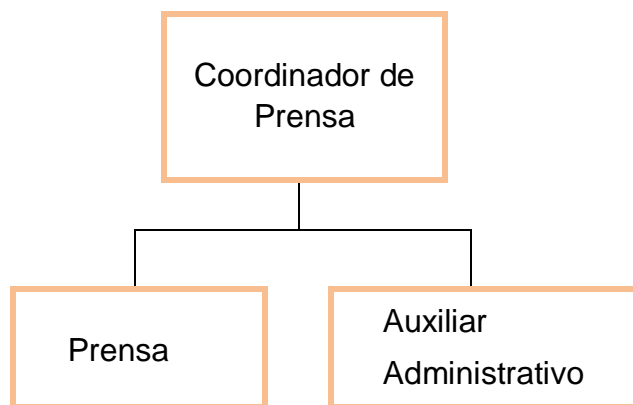 Coordinador de
Prensa
Prensa
Auxiliar
Administrativo